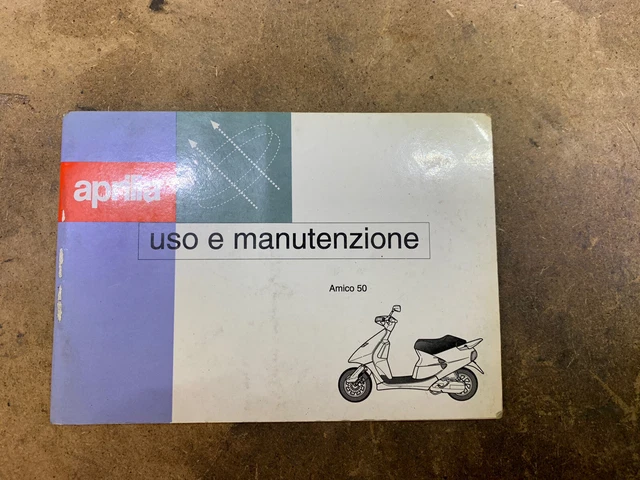 aprilia
uso e manutenzione
Amico 50